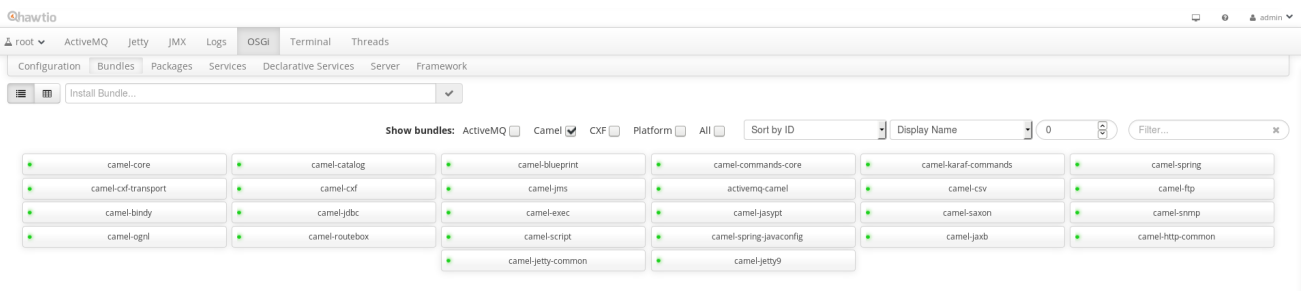 hawtio
admin
root ActiveMQ Jetty JMX Logs OSGi Terminal Threads
Configuration Bundles Packages Services Declarative Services Server Framework
Install Bundle...
Show bundles: ActiveMQ Camel CXF Platform All Sort by ID Display Name 0 Filter...
camel-core camel-catalog camel-blueprint camel-commands-core camel-karaf-commands camel-spring
camel-cxf-transport camel-cxf camel-jms activemq-camel camel-csv camel-ftp
camel-bindy camel-jdbc camel-exec camel-jasypt camel-saxon camel-snmp
camel-ognl camel-routebox camel-script camel-spring-javaconfig camel-jaxb camel-http-common
camel-jetty-common camel-jetty9